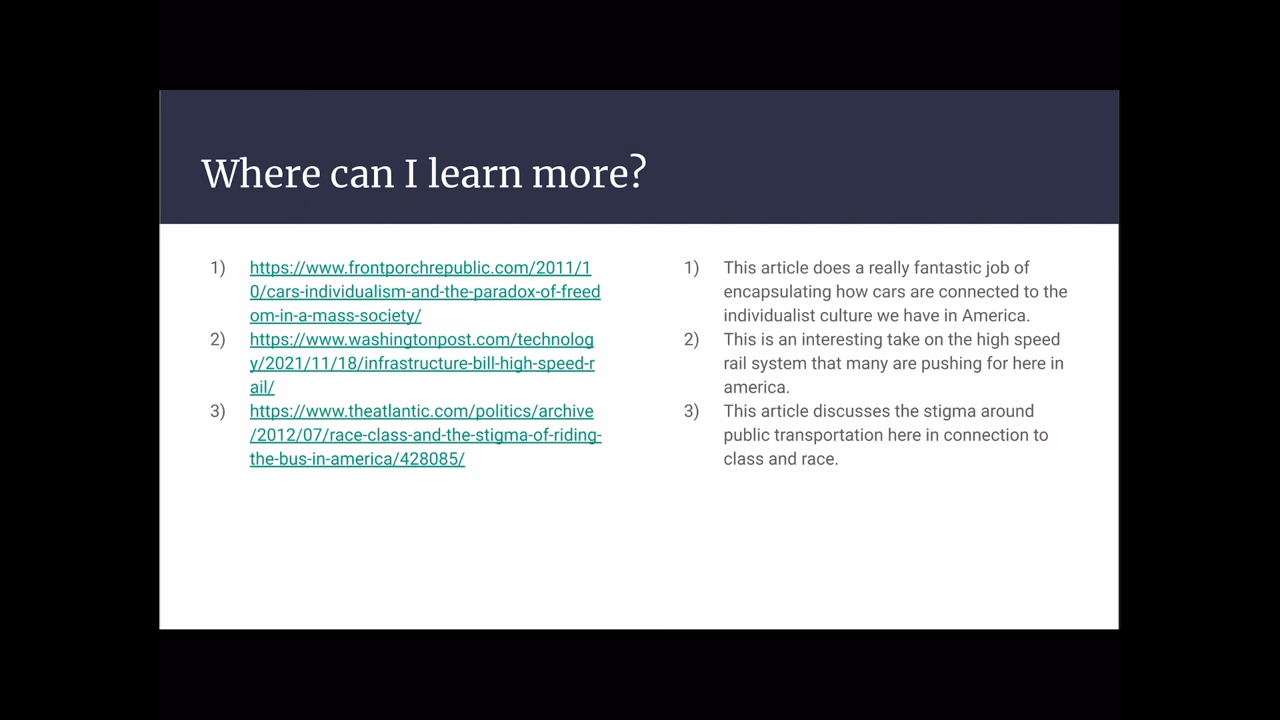 Where can I learn more?
1) https://www.frontporchrepublic.com/2011/1
0/cars-individualism-and-the-paradox-of-freed
om-in-a-mass-society/
2) https://www.washingtonpost.com/technolog
y/2021/11/18/infrastructure-bill-high-speed-r
ail/
3) https://www.theatlantic.com/politics/archive
/2012/07/race-class-and-the-stigma-of-riding-
the-bus-in-america/428085/
1) This article does a really fantastic job of
encapsulating how cars are connected to the
individualist culture we have in America.
2) This is an interesting take on the high speed
rail system that many are pushing for here in
america.
3) This article discusses the stigma around
public transportation here in connection to
class and race.